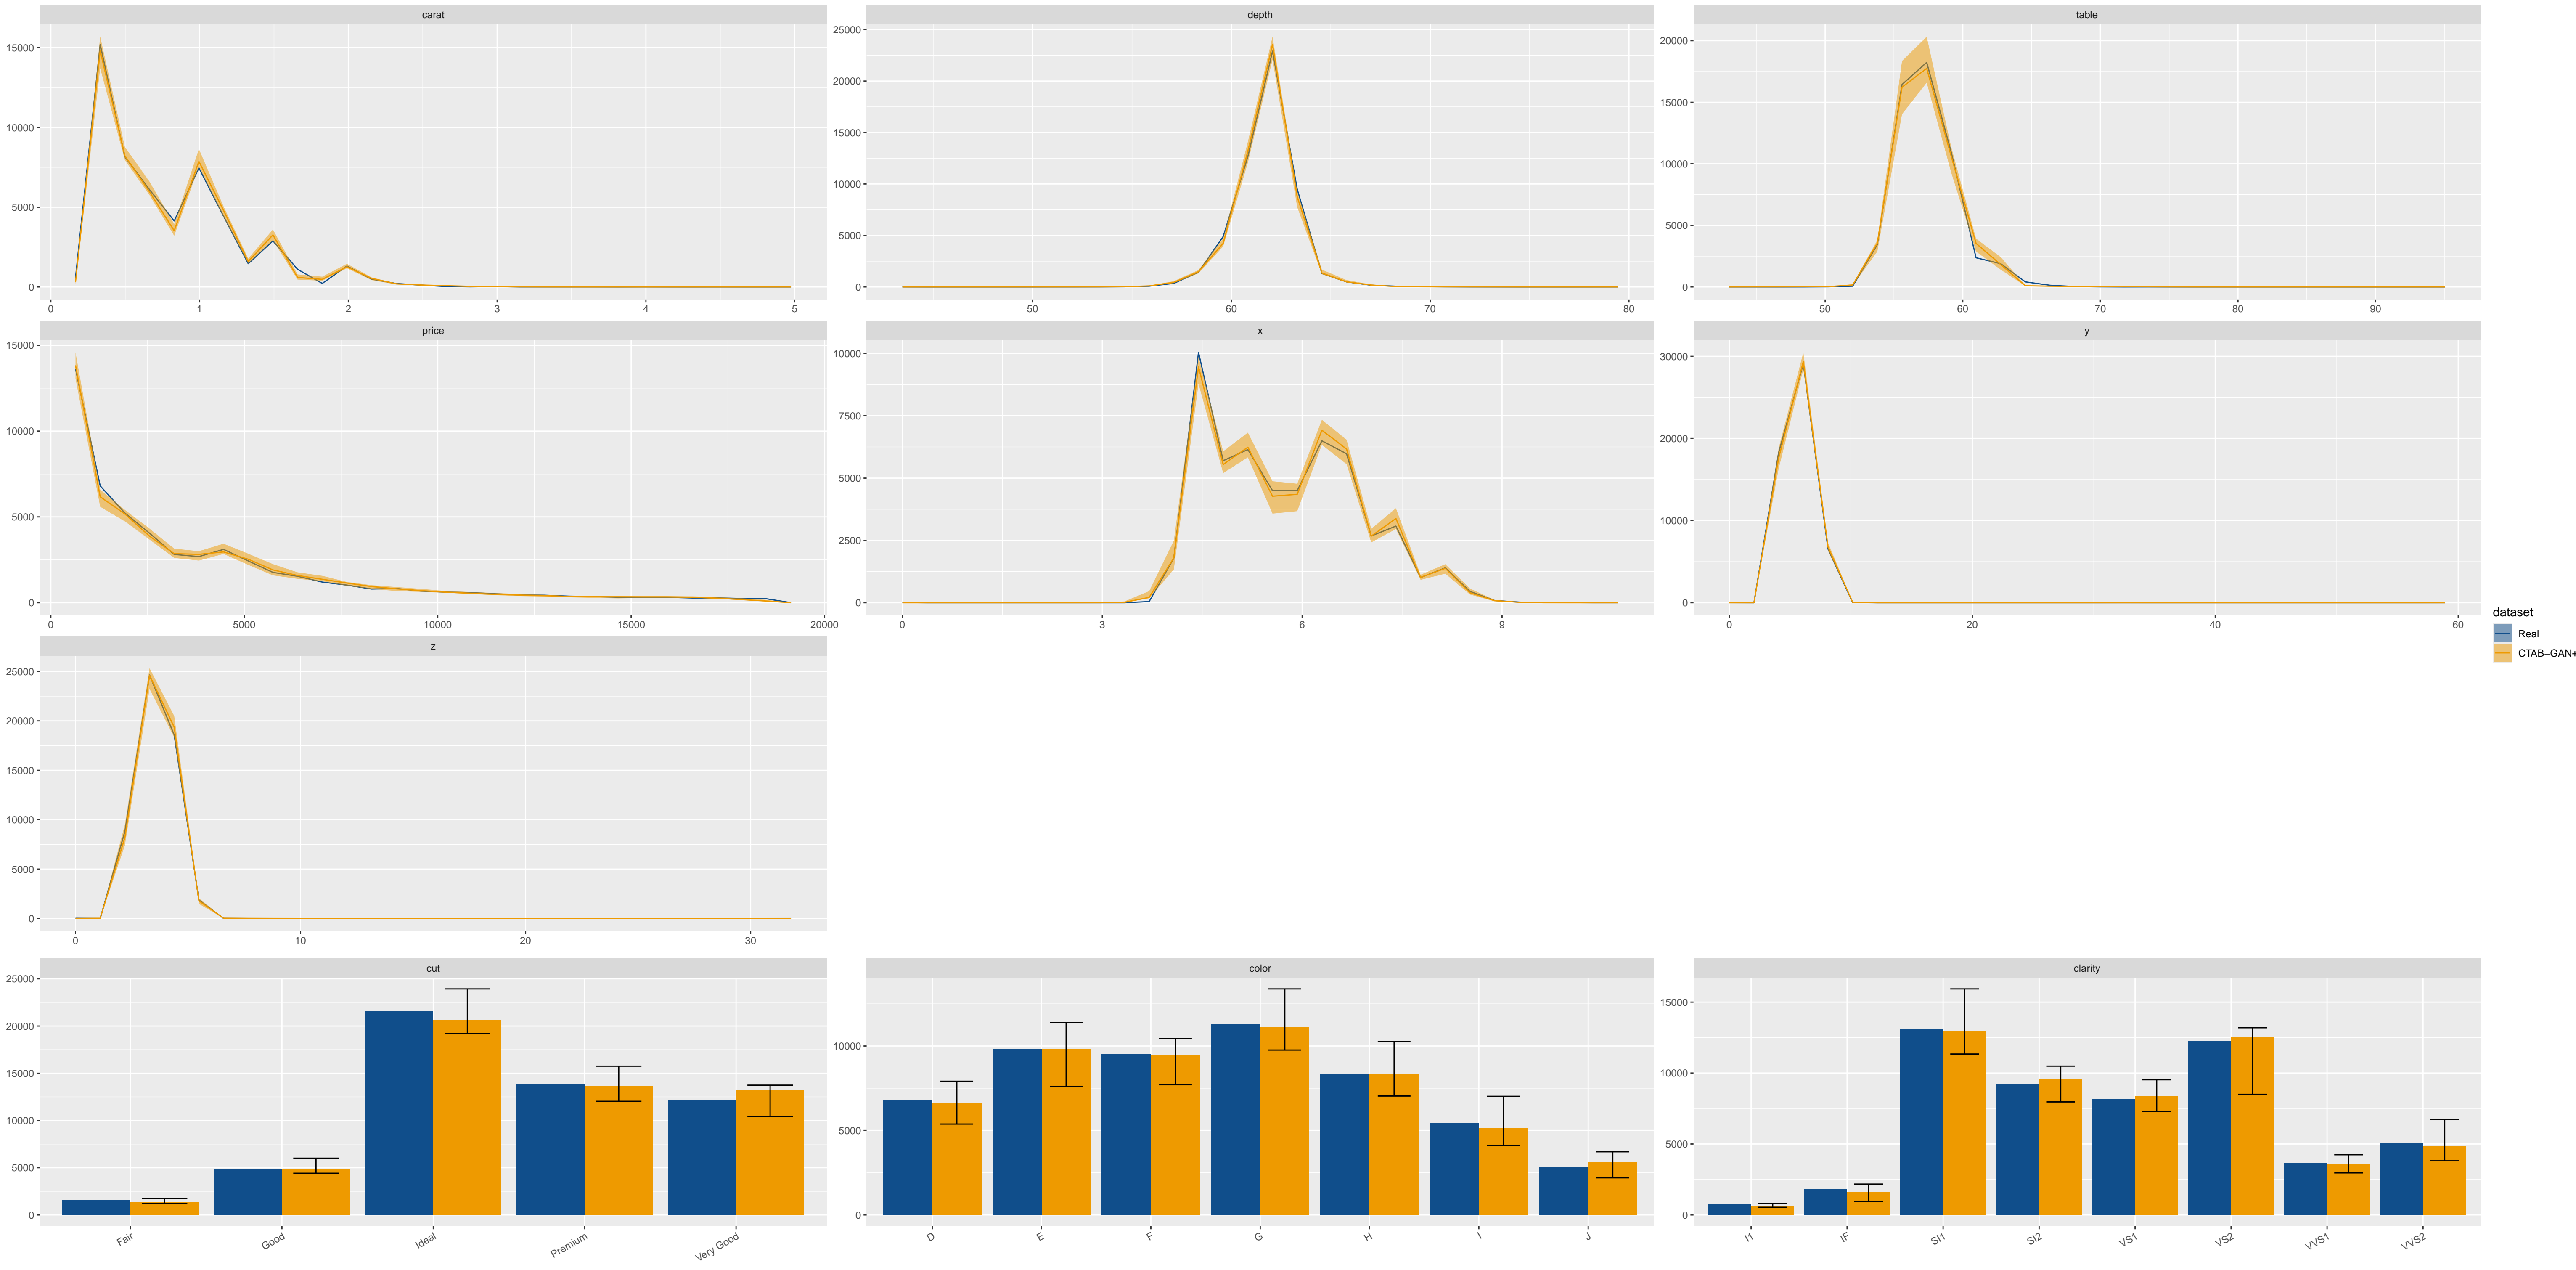 carat
depth
table
15000
10000
5000
0
0 1 2 3 4 5
25000
20000
15000
10000
5000
0
50 60 70 80
20000
15000
10000
5000
0
50 60 70 80 90
price
x
y
15000
10000
5000
0
0 5000 10000 15000 20000
10000
7500
5000
2500
0
0 3 6 9
30000
20000
10000
0
0 20 40 60
dataset
Real
CTAB-GAN+
z
25000
20000
15000
10000
5000
0
0 10 20 30
cut
color
clarity
25000
20000
15000
10000
5000
0
Fair Good Ideal Premium Very Good
10000
5000
0
D E F G H I J
15000
10000
5000
0
I1 IF SI1 SI2 VS1 VS2 VVS1 VVS2